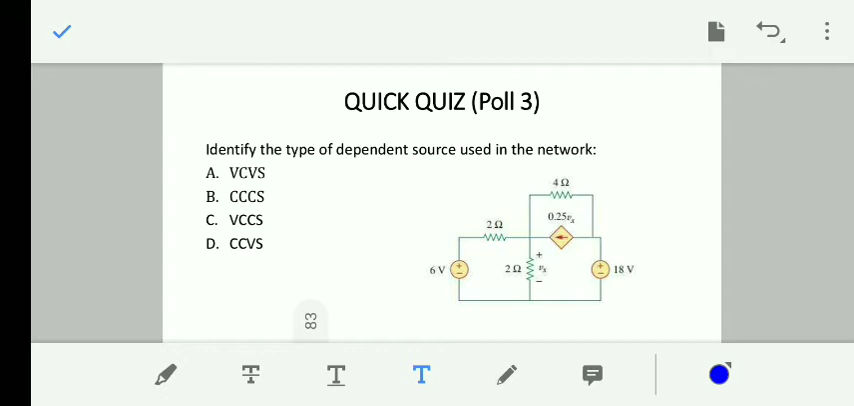 QUICK QUIZ (Poll 3)
Identify the type of dependent source used in the network:
A. VCVS
B. CCCS
C. VCCS
D. CCVS
4 Ω
0.25vx
2 Ω
+
6 V
2 Ω
vx
18 V
−
83
T
T
T